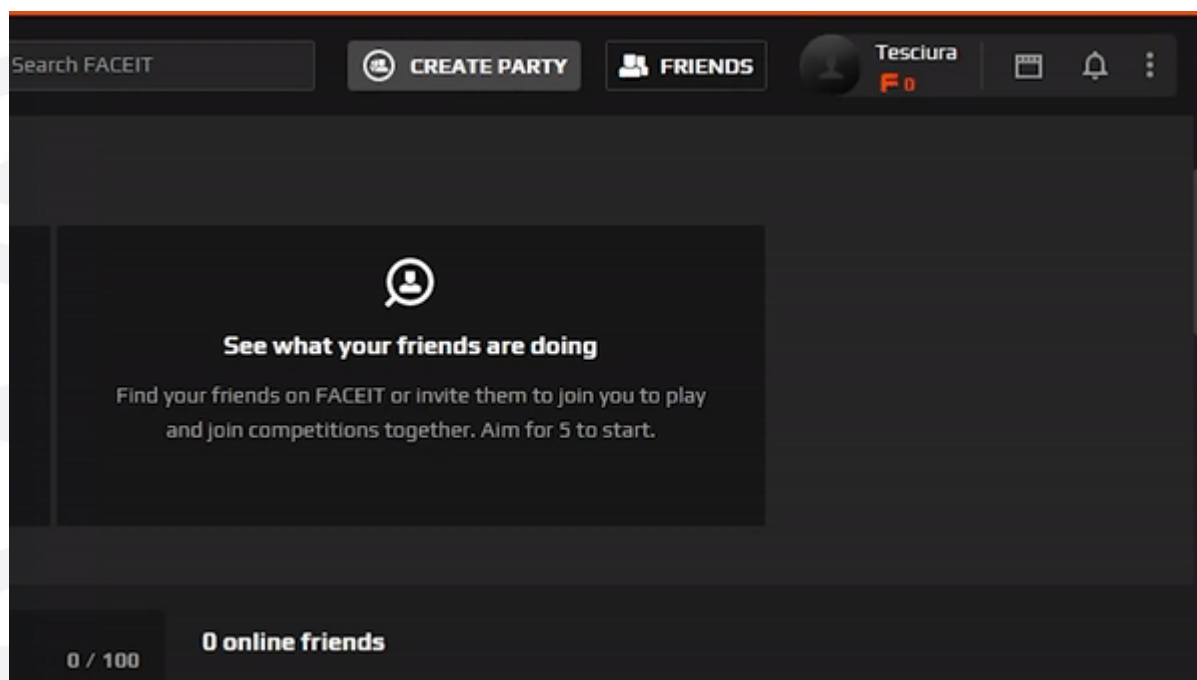 Search FACEIT
CREATE PARTY
FRIENDS
Tesciura
0
See what your friends are doing
Find your friends on FACEIT or invite them to join you to play
and join competitions together. Aim for 5 to start.
0 online friends
0 / 100